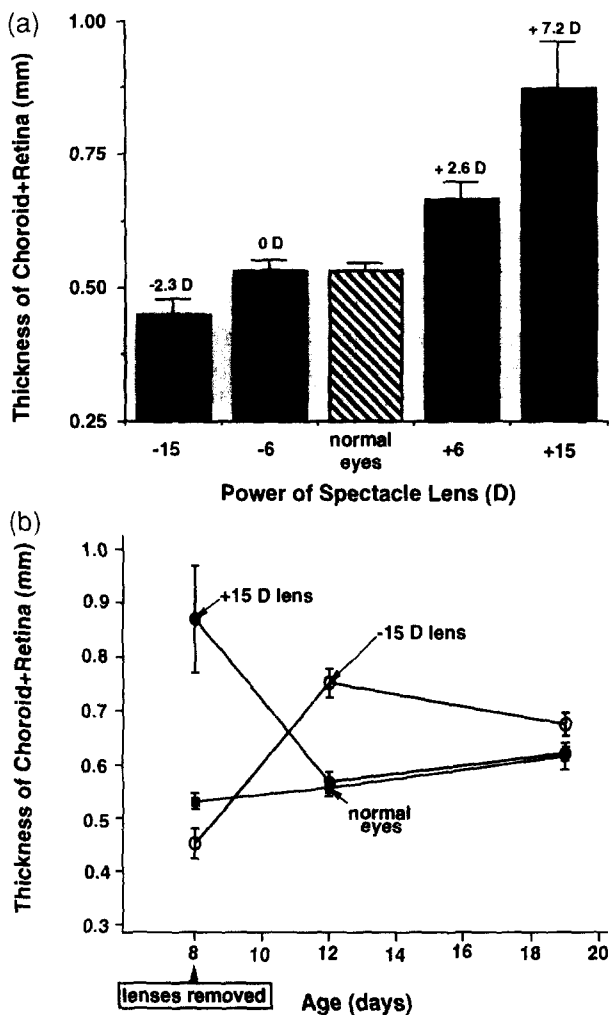 (a)
1.00
0.75
0.50
0.25
Thickness of Choroid+Retina (mm)
-2.3 D
0 D
+ 2.6 D
+ 7.2 D
-15
-6
normal
eyes
+6
+15
Power of Spectacle Lens (D)
(b)
1.0
0.9
0.8
0.7
0.6
0.5
0.4
0.3
Thickness of Choroid+Retina (mm)
+15 D lens
-15 D lens
normal
eyes
8
10
12
14
16
18
20
lenses removed
Age (days)